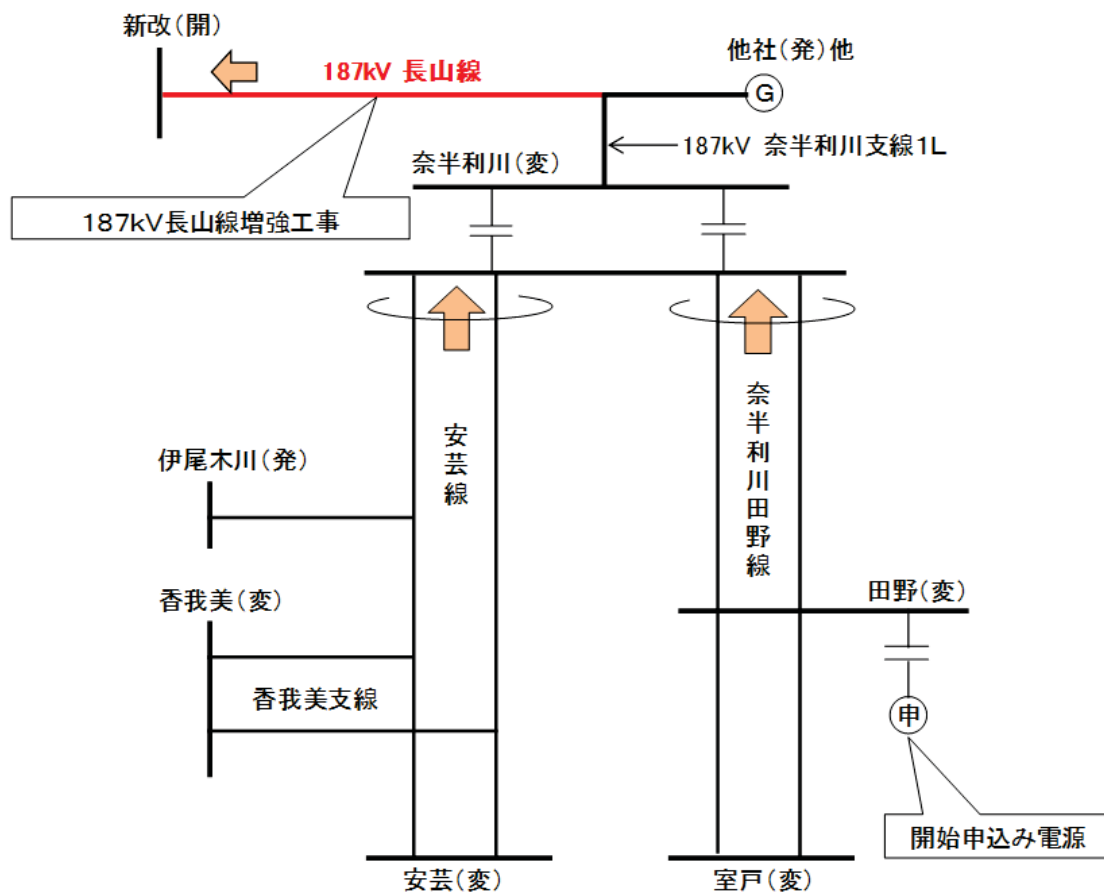 新改(開)
187kV 長山線
他社(発)他
G
187kV 奈半利川支線1L
奈半利川(変)
187kV長山線増強工事
安芸線
奈半利川田野線
伊尾木川(発)
香我美(変)
田野(変)
香我美支線
申
開始申込み電源
安芸(変)
室戸(変)